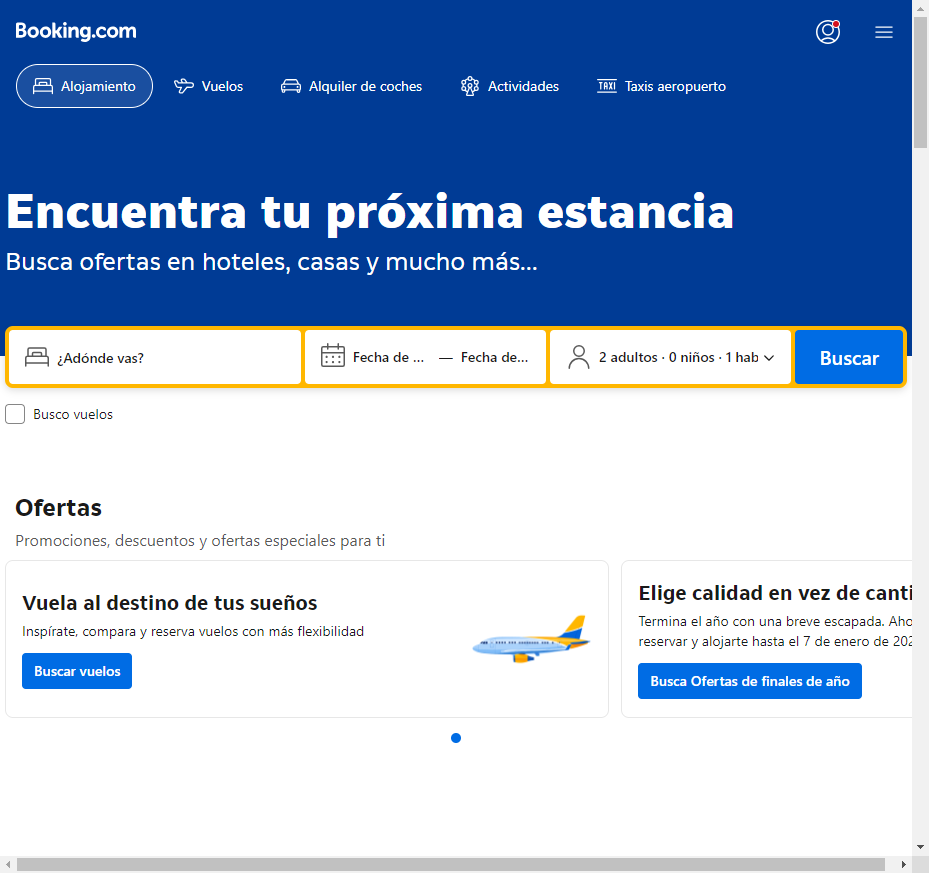 Booking.com
Alojamiento
Vuelos
Alquiler de coches
Actividades
TAXI Taxis aeropuerto
Encuentra tu próxima estancia
Busca ofertas en hoteles, casas y mucho más...
¿Adónde vas?
Fecha de ... — Fecha de...
2 adultos · 0 niños · 1 hab
Buscar
Busco vuelos
Ofertas
Promociones, descuentos y ofertas especiales para ti
Vuela al destino de tus sueños
Inspírate, compara y reserva vuelos con más flexibilidad
Buscar vuelos
Elige calidad en vez de canti
Termina el año con una breve escapada. Aho
reservar y alojarte hasta el 7 de enero de 202
Busca Ofertas de finales de año